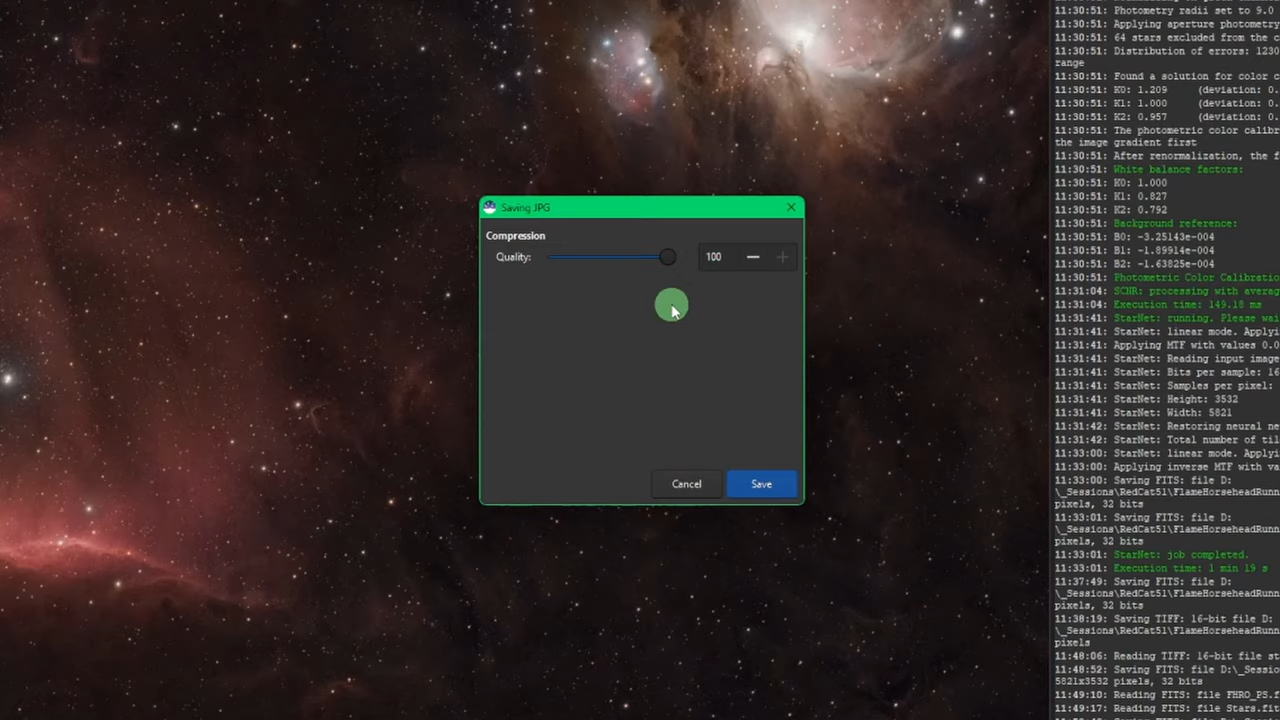 Saving JPG
Compression
Quality:
100
Cancel
Save
11:30:51: Photometry radii set to 9.0
11:30:51: Applying aperture photometry
11:30:51: 64 stars excluded from the c
11:30:51: Distribution of errors: 1230
range
11:30:51: Found a solution for color c
11:30:51: K0: 1.209 (deviation: 0.
11:30:51: K1: 1.000 (deviation: 0.
11:30:51: K2: 0.957 (deviation: 0.
11:30:51: The photometric color calibr
the image gradient first
11:30:51: After renormalization, the f
11:30:51: White balance factors:
11:30:51: K0: 1.000
11:30:51: K1: 0.827
11:30:51: K2: 0.792
11:30:51: Background reference:
11:30:51: B0: -3.25143e-004
11:30:51: B1: -1.89914e-004
11:30:51: B2: -1.63825e-004
11:30:51: Photometric Color Calibratio
11:31:04: SCNR: processing with averag
11:31:04: Execution time: 149.18 ms
11:31:41: StarNet: running. Please wai
11:31:41: StarNet: linear mode. Applyi
11:31:41: Applying MTF with values 0.0
11:31:41: StarNet: Reading input image
11:31:41: StarNet: Bits per sample: 16
11:31:41: StarNet: Samples per pixel:
11:31:41: StarNet: Height: 3532
11:31:41: StarNet: Width: 5821
11:31:42: StarNet: Restoring neural ne
11:31:42: StarNet: Total number of til
11:33:00: StarNet: linear mode. Applyi
11:33:00: Applying inverse MTF with va
11:33:00: Saving FITS: file D:
\_Sessions\RedCat51\FlameHorseheadRunn
pixels, 32 bits
11:33:01: Saving FITS: file D:
\_Sessions\RedCat51\FlameHorseheadRunn
pixels, 32 bits
11:33:01: StarNet: job completed.
11:33:01: Execution time: 1 min 19 s
11:37:49: Saving FITS: file D:
\_Sessions\RedCat51\FlameHorseheadRunn
pixels, 32 bits
11:38:19: Saving TIFF: 16-bit file D:
\_Sessions\RedCat51\FlameHorseheadRunn
pixels
11:48:06: Reading TIFF: 16-bit file st
11:48:52: Saving FITS: file D:\_Sessio
5821x3532 pixels, 32 bits
11:49:10: Reading FITS: file FHRO_PS.f
11:49:17: Reading FITS: file Stars.fit